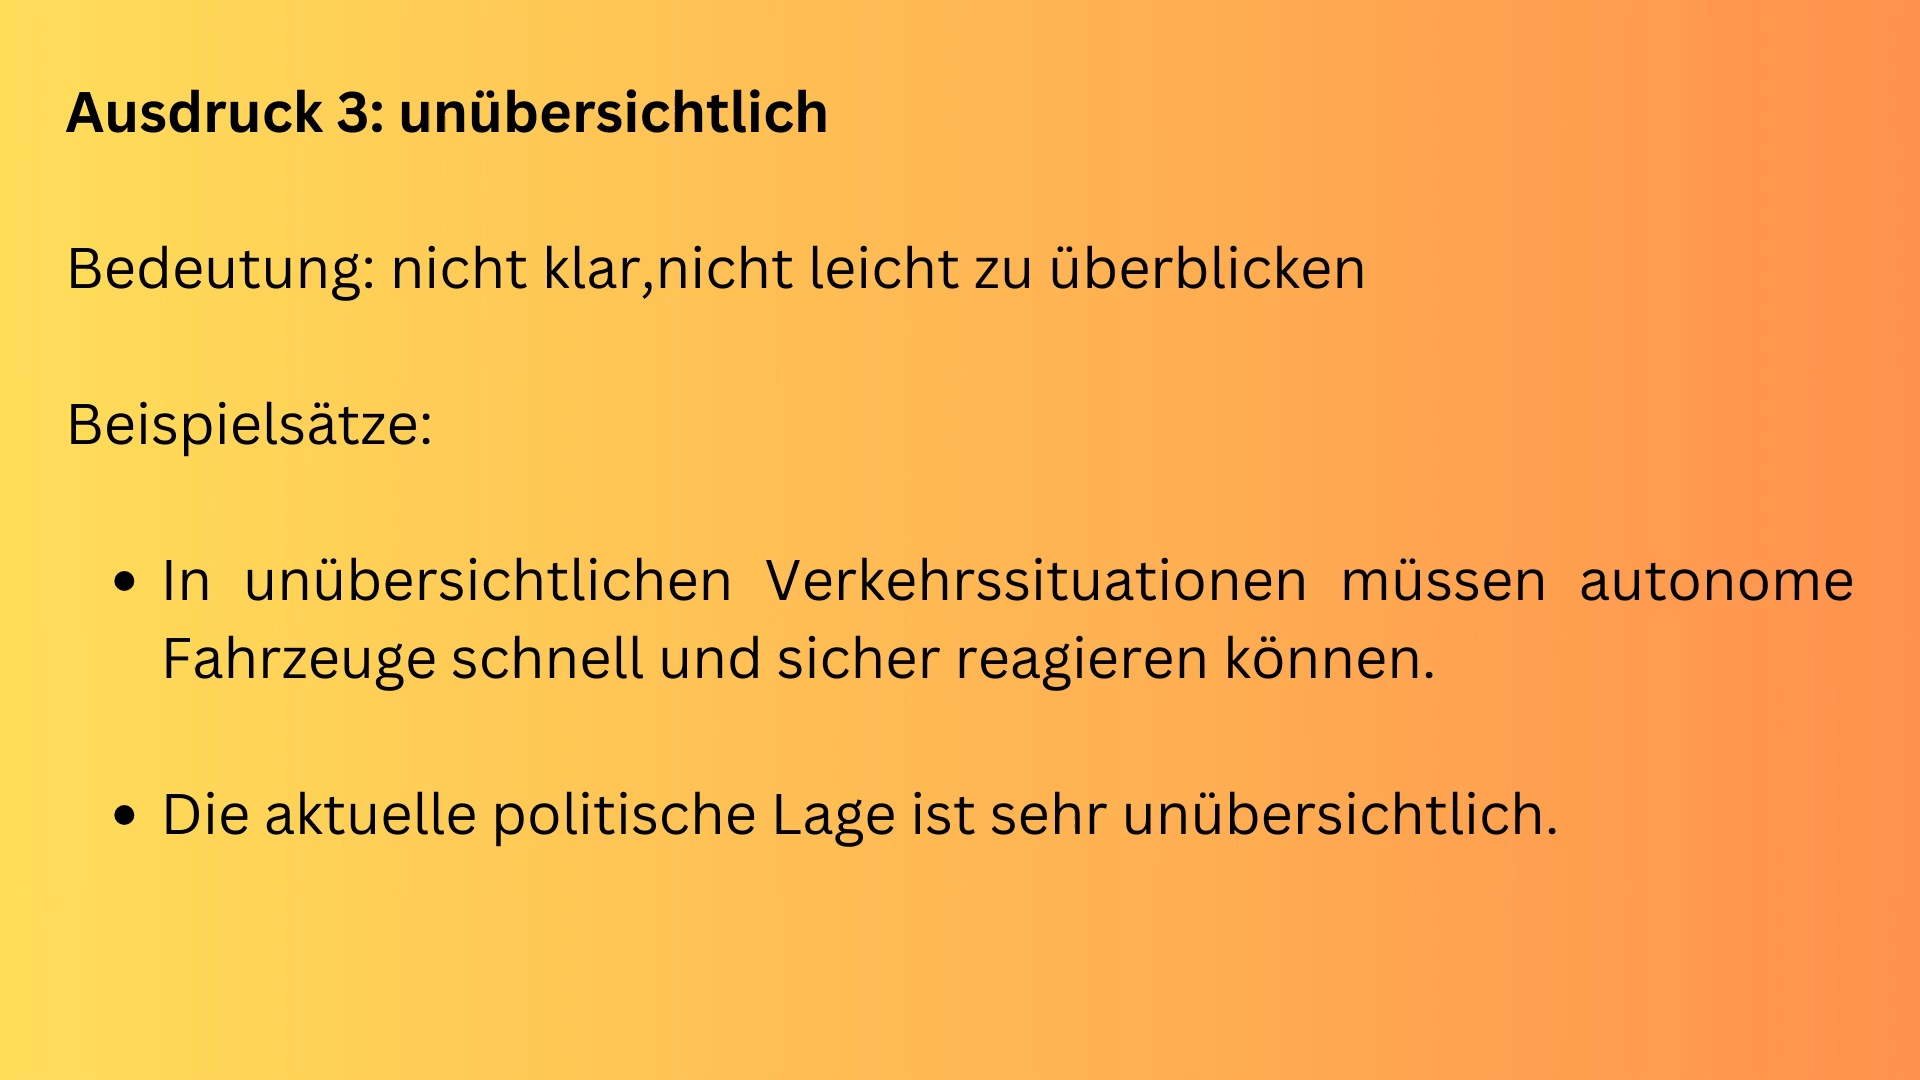 Ausdruck 3: unübersichtlich
Bedeutung: nicht klar,nicht leicht zu überblicken
Beispielsätze:
• In unübersichtlichen Verkehrssituationen müssen autonome
Fahrzeuge schnell und sicher reagieren können.
• Die aktuelle politische Lage ist sehr unübersichtlich.